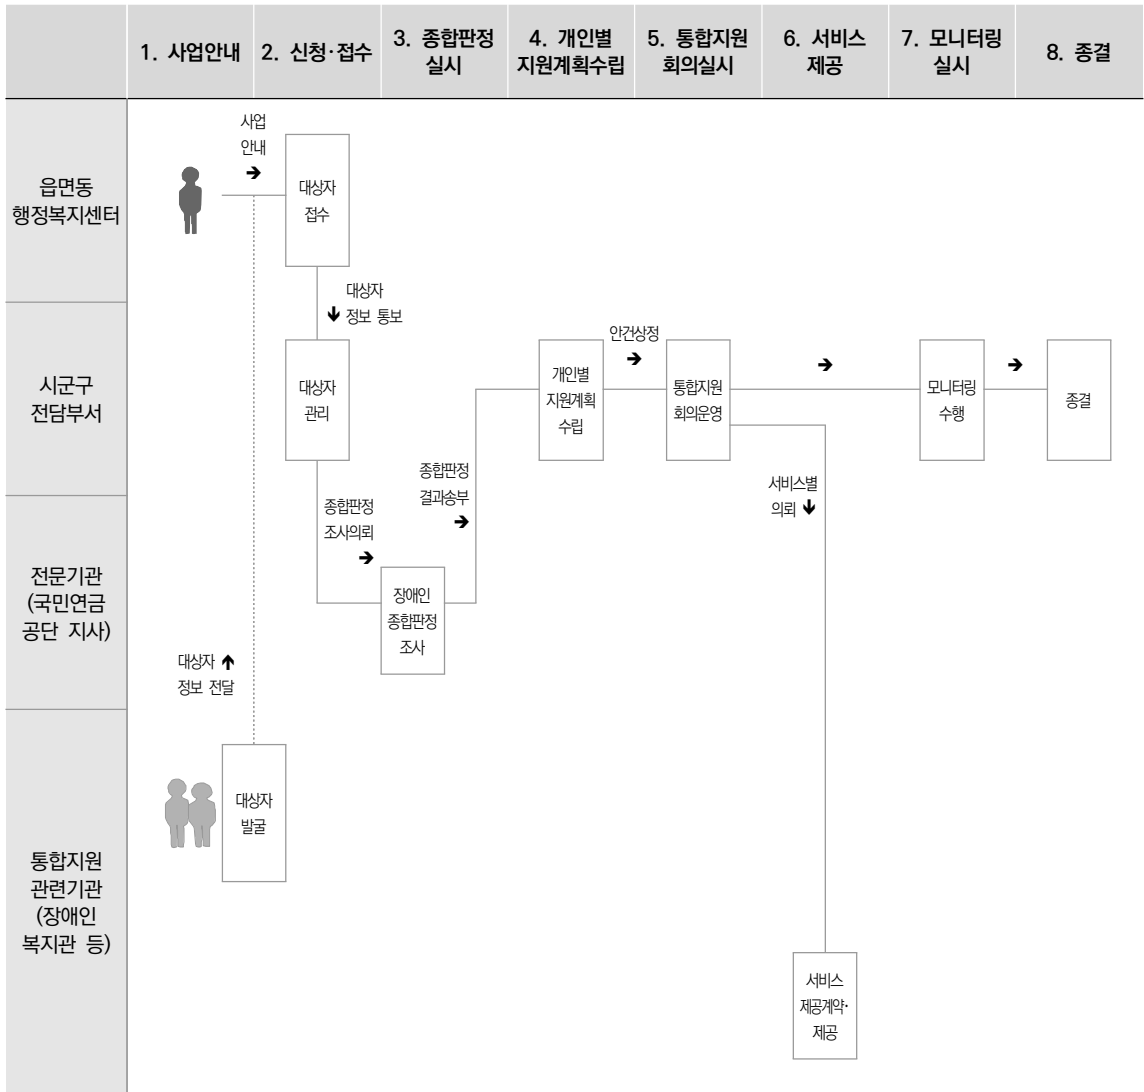 1. 사업안내
2. 신청·접수
3. 종합판정
실시
4. 개인별
지원계획수립
5. 통합지원
회의실시
6. 서비스
제공
7. 모니터링
실시
8. 종결
읍면동
행정복지센터
사업
안내
대상자
접수
대상자
정보 통보
시군구
전담부서
대상자
관리
개인별
지원계획
수립
안건상정
통합지원
회의운영
모니터링
수행
종결
종합판정
조사의뢰
종합판정
결과송부
서비스별
의뢰
전문기관
(국민연금
공단 지사)
장애인
종합판정
조사
대상자
정보 전달
통합지원
관련기관
(장애인
복지관 등)
대상자
발굴
서비스
제공계약·
제공